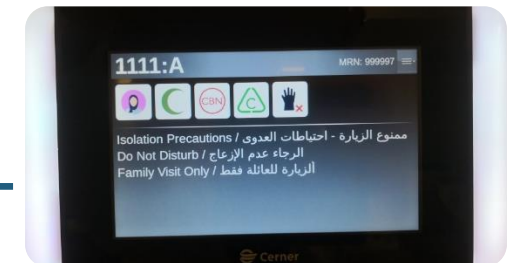 1111:A
MRN: 999997
CBN
C
Isolation Precautions / ممنوع الزيارة - احتياطات العدوى
Do Not Disturb / الرجاء عدم الإزعاج
Family Visit Only / ألزيارة للعائلة فقط
Cerner